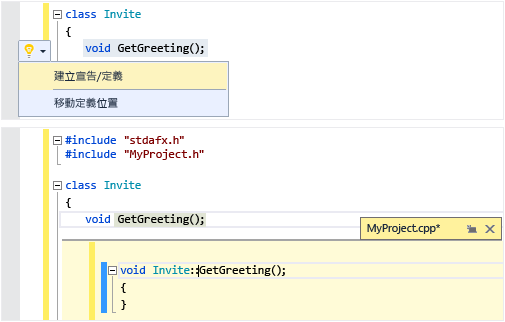 class Invite
{
void GetGreeting();
建立宣告/定義
移動定義位置
#include "stdafx.h"
#include "MyProject.h"
class Invite
{
void GetGreeting();
MyProject.cpp*
void Invite::GetGreeting();
{
}